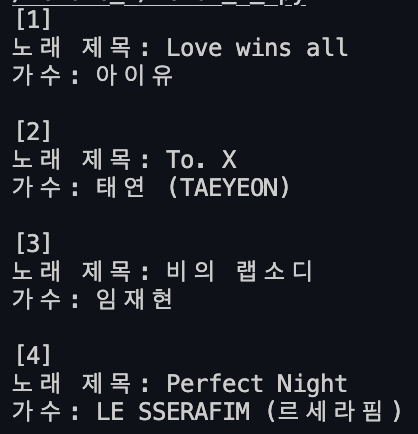 [1]
노래 제목: Love wins all
가수: 아이유
[2]
노래 제목: To. X
가수: 태연 (TAEYEON)
[3]
노래 제목: 비의 랩소디
가수: 임재현
[4]
노래 제목: Perfect Night
가수: LE SSERAFIM (르세라핌)